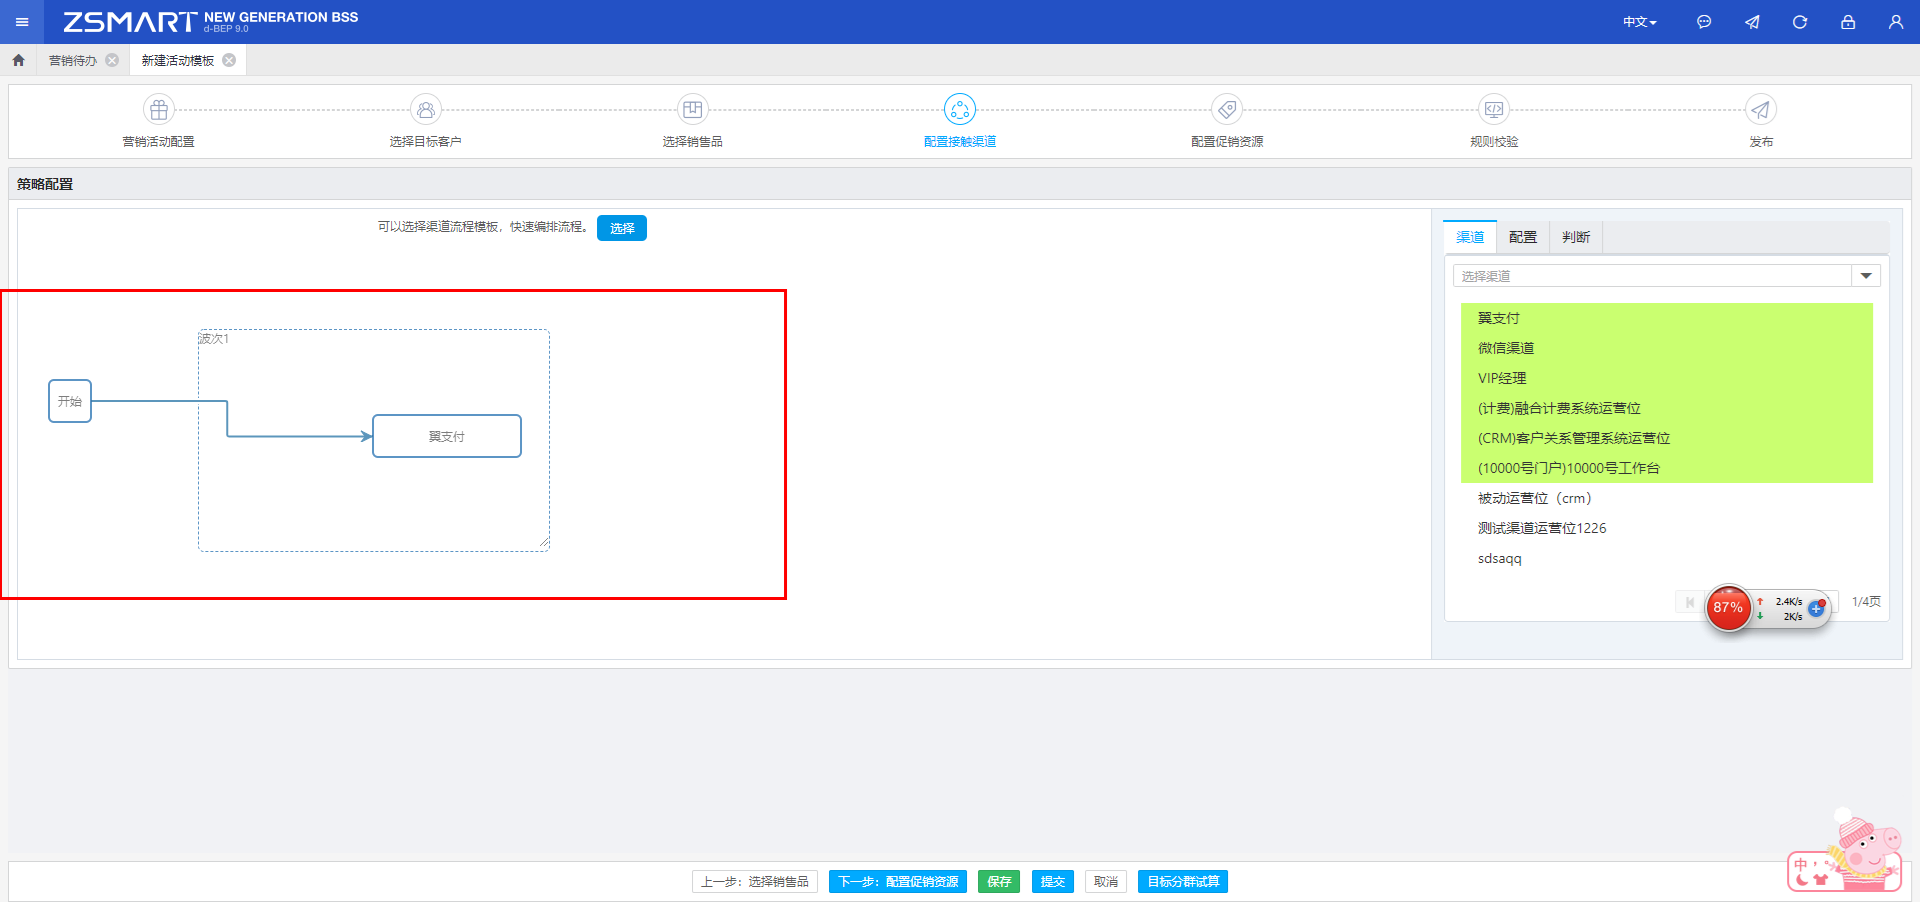 ZSMART NEW GENERATION BSS
d-BEP 9.0
中文
营销待办
新建活动模板
营销活动配置
选择目标客户
选择销售品
配置接触渠道
配置促销资源
规则校验
发布
策略配置
可以选择渠道流程模板，快速编排流程。
选择
波次1
开始
翼支付
渠道
配置
判断
选择渠道
翼支付
微信渠道
VIP经理
(计费)融合计费系统运营位
(CRM)客户关系管理系统运营位
(10000号门户)10000号工作台
被动运营位（crm）
测试渠道运营位1226
sdsaqq
87%
2.4K/s
2K/s
1/4页
上一步：选择销售品
下一步：配置促销资源
保存
提交
取消
目标分群试算
中